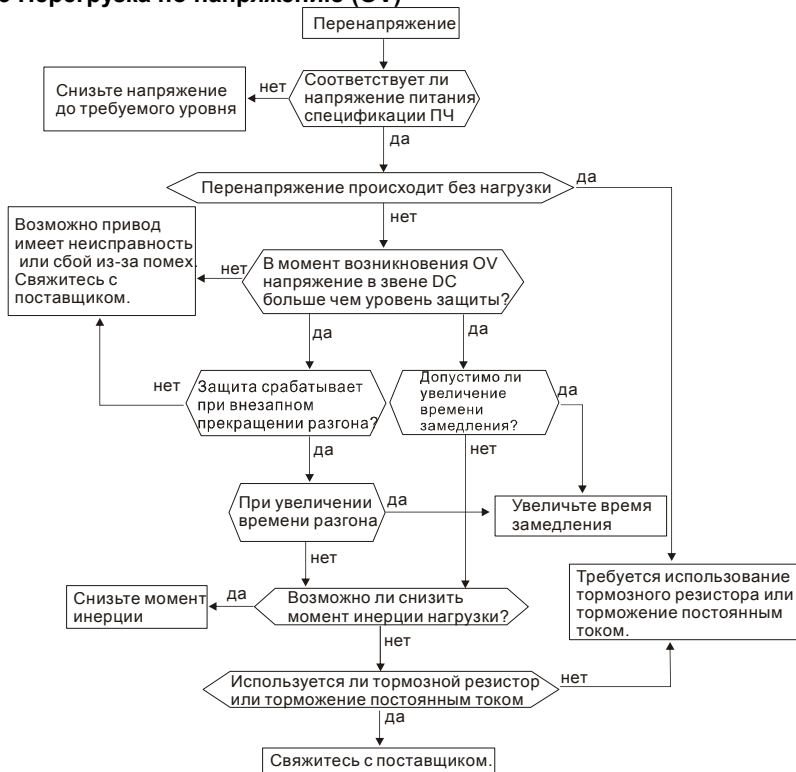 Перегрузка по напряжению (OV)
Перенапряжение
Соответствует ли
напряжение питания
спецификации ПЧ
нет
Снизьте напряжение
до требуемого уровня
да
Перенапряжение происходит без нагрузки
да
нет
Возможно привод
имеет неисправность
или сбой из-за помех.
Свяжитесь с
поставщиком.
нет
В момент возникновения OV
напряжение в звене DC
больше чем уровень защиты?
да
да
нет
Защита срабатывает
при внезапном
прекращении разгона?
Допустимо ли
увеличение
времени
замедления?
да
да
нет
При увеличении
времени разгона
да
Увеличьте время
замедления
нет
Снизьте момент
инерции
да
Возможно ли снизить
момент инерции нагрузки?
Требуется использование
тормозного резистора или
торможение постоянным
током.
нет
Используется ли тормозной резистор
или торможение постоянным током
нет
да
Свяжитесь с поставщиком.